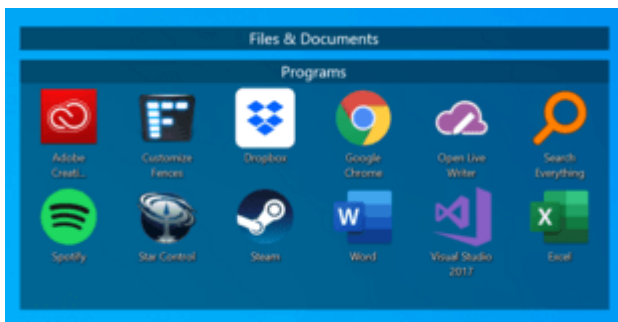 Files & Documents
Programs
Adobe
Creati...
Customize
Fences
Dropbox
Google
Chrome
Open Live
Writer
Search
Everything
Spotify
Star Control
Steam
W
Word
Visual Studio
2017
X
Excel